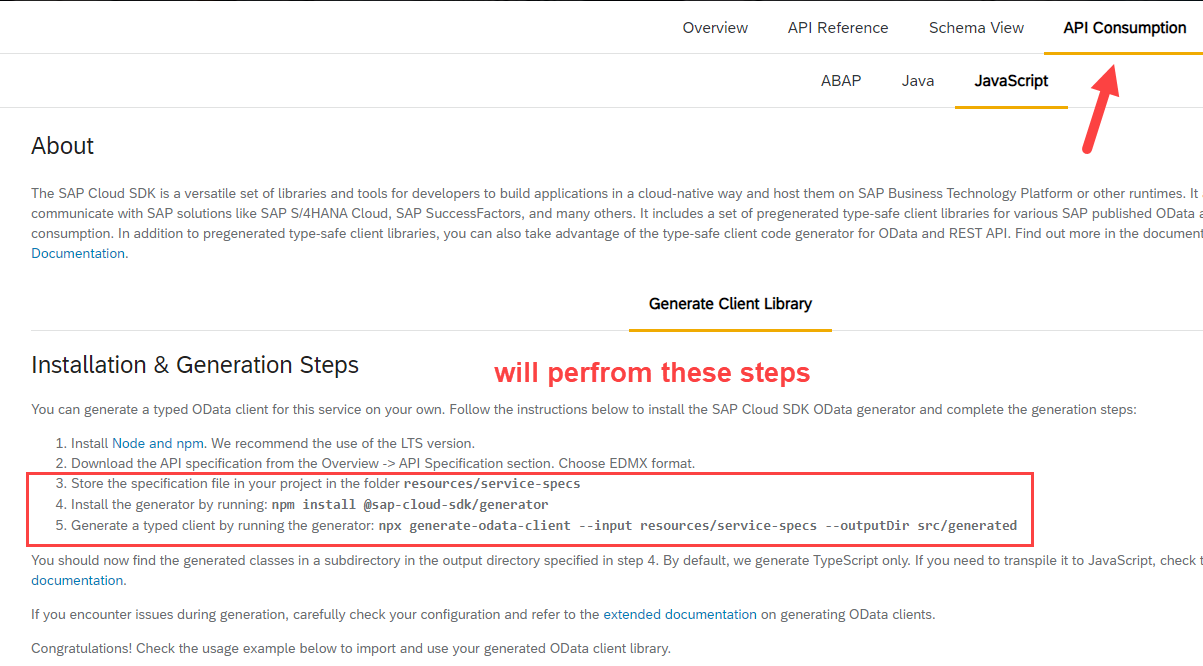 Overview API Reference Schema View API Consumption
ABAP Java JavaScript
About
The SAP Cloud SDK is a versatile set of libraries and tools for developers to build applications in a cloud-native way and host them on SAP Business Technology Platform or other runtimes. It
communicate with SAP solutions like SAP S/4HANA Cloud, SAP SuccessFactors, and many others. It includes a set of pregenerated type-safe client libraries for various SAP published OData
consumption. In addition to pregenerated type-safe client libraries, you can also take advantage of the type-safe client code generator for OData and REST API. Find out more in the document
Documentation.
Generate Client Library
Installation & Generation Steps
will perfrom these steps
You can generate a typed OData client for this service on your own. Follow the instructions below to install the SAP Cloud SDK OData generator and complete the generation steps:
1. Install Node and npm. We recommend the use of the LTS version.
2. Download the API specification from the Overview -> API Specification section. Choose EDMX format.
3. Store the specification file in your project in the folder resources/service-specs
4. Install the generator by running: npm install @sap-cloud-sdk/generator
5. Generate a typed client by running the generator: npx generate-odata-client --input resources/service-specs --outputDir src/generated
You should now find the generated classes in a subdirectory in the output directory specified in step 4. By default, we generate TypeScript only. If you need to transpile it to JavaScript, check
documentation.
If you encounter issues during generation, carefully check your configuration and refer to the extended documentation on generating OData clients.
Congratulations! Check the usage example below to import and use your generated OData client library.